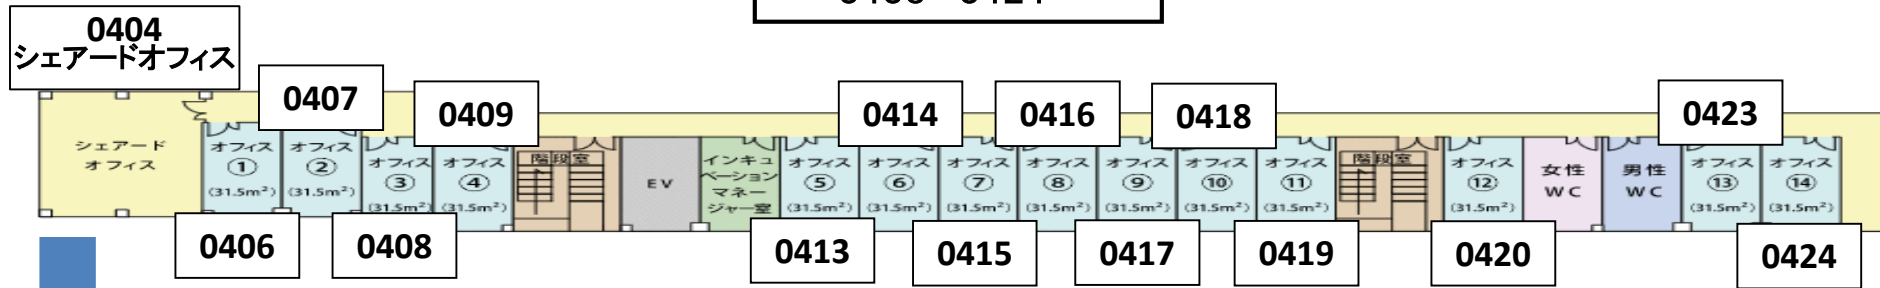 0404
シェアードオフィス
0407
0409
0414
0416
0418
0423
シェアード
オフィス
オフィス
①
(31.5m²)
オフィス
②
(31.5m²)
オフィス
③
(31.5m²)
オフィス
④
(31.5m²)
階段室
EV
インキュ
ベーション
マネー
ジャー室
オフィス
⑤
(31.5m²)
オフィス
⑥
(31.5m²)
オフィス
⑦
(31.5m²)
オフィス
⑧
(31.5m²)
オフィス
⑨
(31.5m²)
オフィス
⑩
(31.5m²)
オフィス
⑪
(31.5m²)
階段室
オフィス
⑫
(31.5m²)
女性
WC
男性
WC
オフィス
⑬
(31.5m²)
オフィス
⑭
(31.5m²)
0406
0408
0413
0415
0417
0419
0420
0424